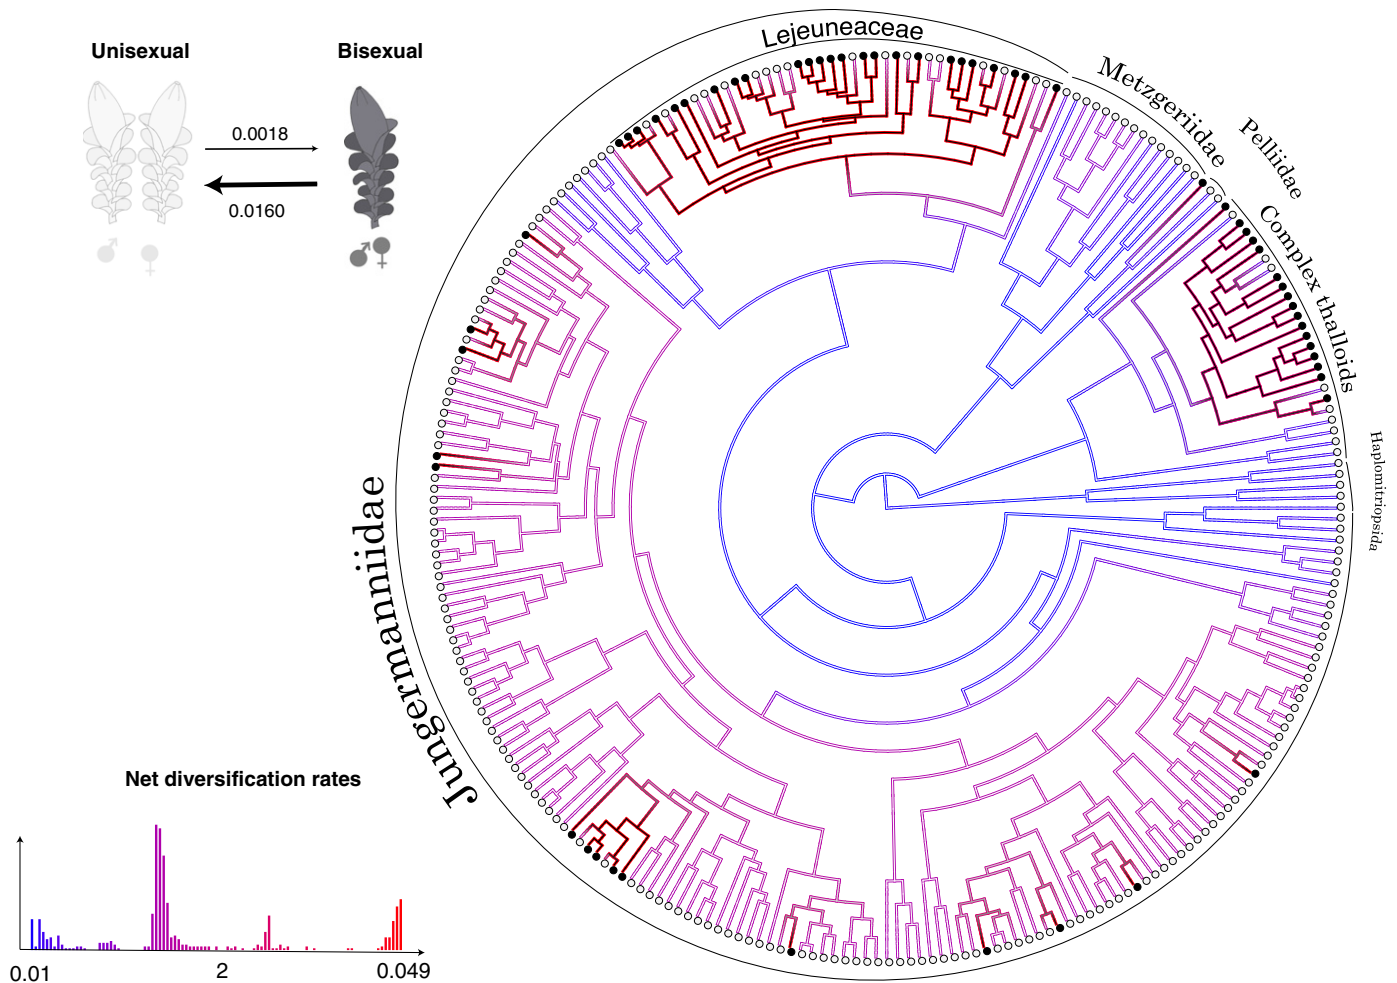 Unisexual
Bisexual
0.0018
0.0160
♂
♀
♂♀
Lejeuneaceae
Metzgeriidae
Pelliidae
Complex thalloids
Haplomitriopsida
Jungermanniidae
Net diversification rates
0.01
2
0.049